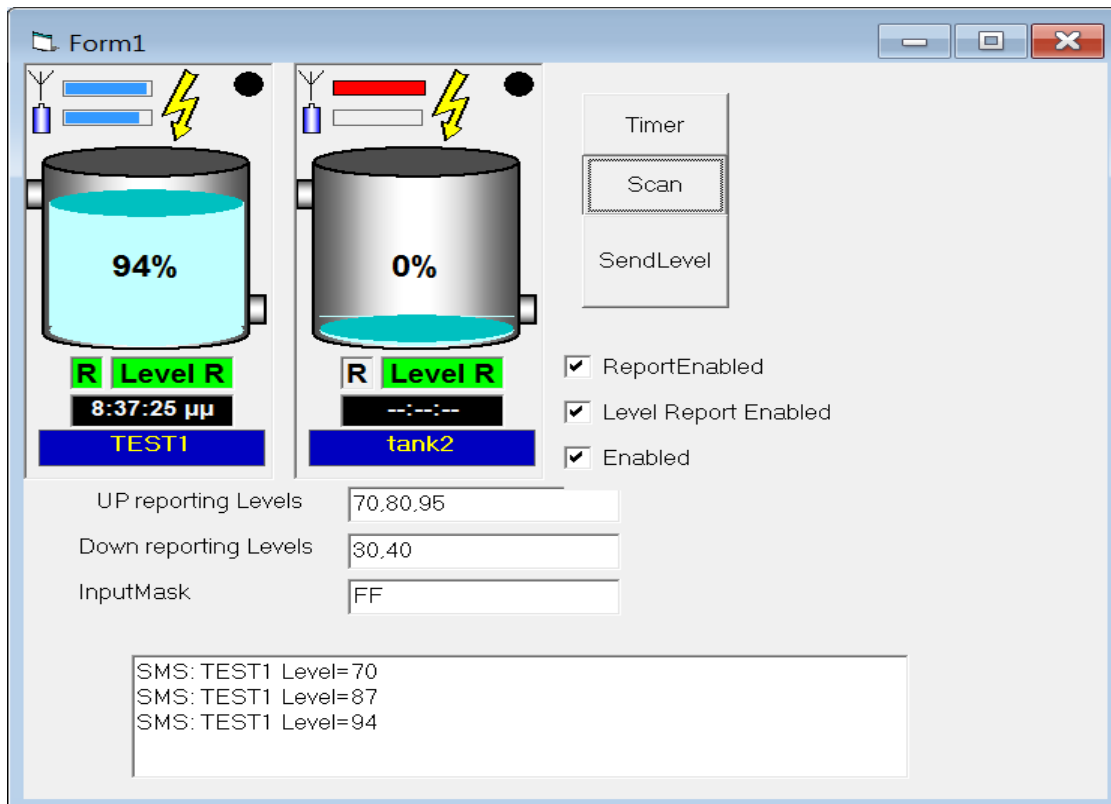 Form1
94%
R Level R
8:37:25 μμ
TEST1
0%
R Level R
--:--:--
tank2
Timer
Scan
SendLevel
ReportEnabled
Level Report Enabled
Enabled
UP reporting Levels 70,80,95
Down reporting Levels 30,40
InputMask FF
SMS: TEST1 Level=70
SMS: TEST1 Level=87
SMS: TEST1 Level=94